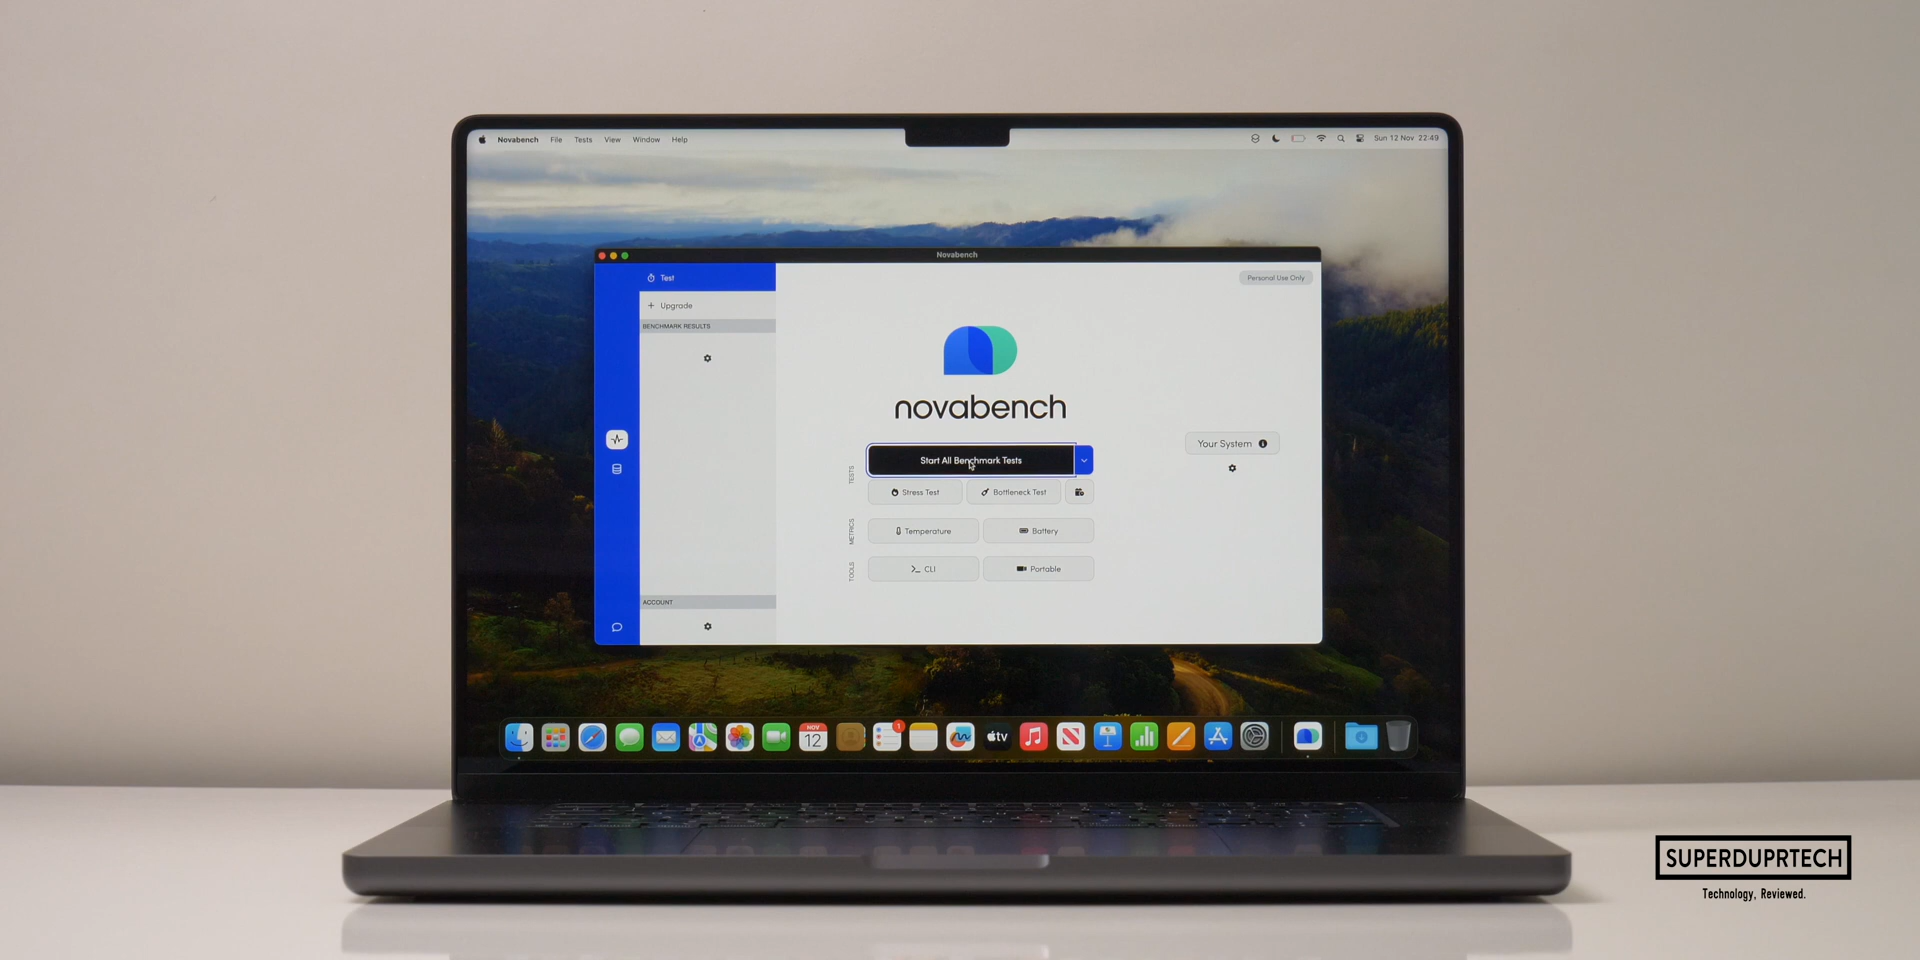 Novabench File Tests View Window Help
Sun 12 Nov 22:49
Novabench
Test
Personal Use Only
Upgrade
BENCHMARK RESULTS
novabench
Your System
TESTS
Start All Benchmark Tests
Stress Test
Bottleneck Test
METRICS
Temperature
Battery
TOOLS
CLI
Portable
ACCOUNT
NOV
12
1
tv
SUPERDUPRTECH
Technology, Reviewed.